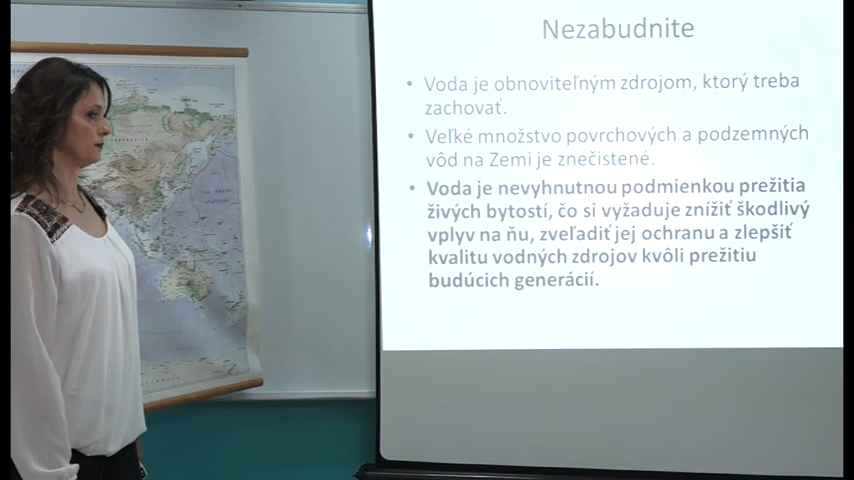 Nezabudnite
• Voda je obnoviteľným zdrojom, ktorý treba
zachovať.
• Veľké množstvo povrchových a podzemných
vôd na Zemi je znečistené.
• Voda je nevyhnutnou podmienkou prežitia
živých bytostí, čo si vyžaduje znížiť škodlivý
vplyv na ňu, zveľadiť jej ochranu a zlepšiť
kvalitu vodných zdrojov kvôli prežitiu
budúcich generácií.